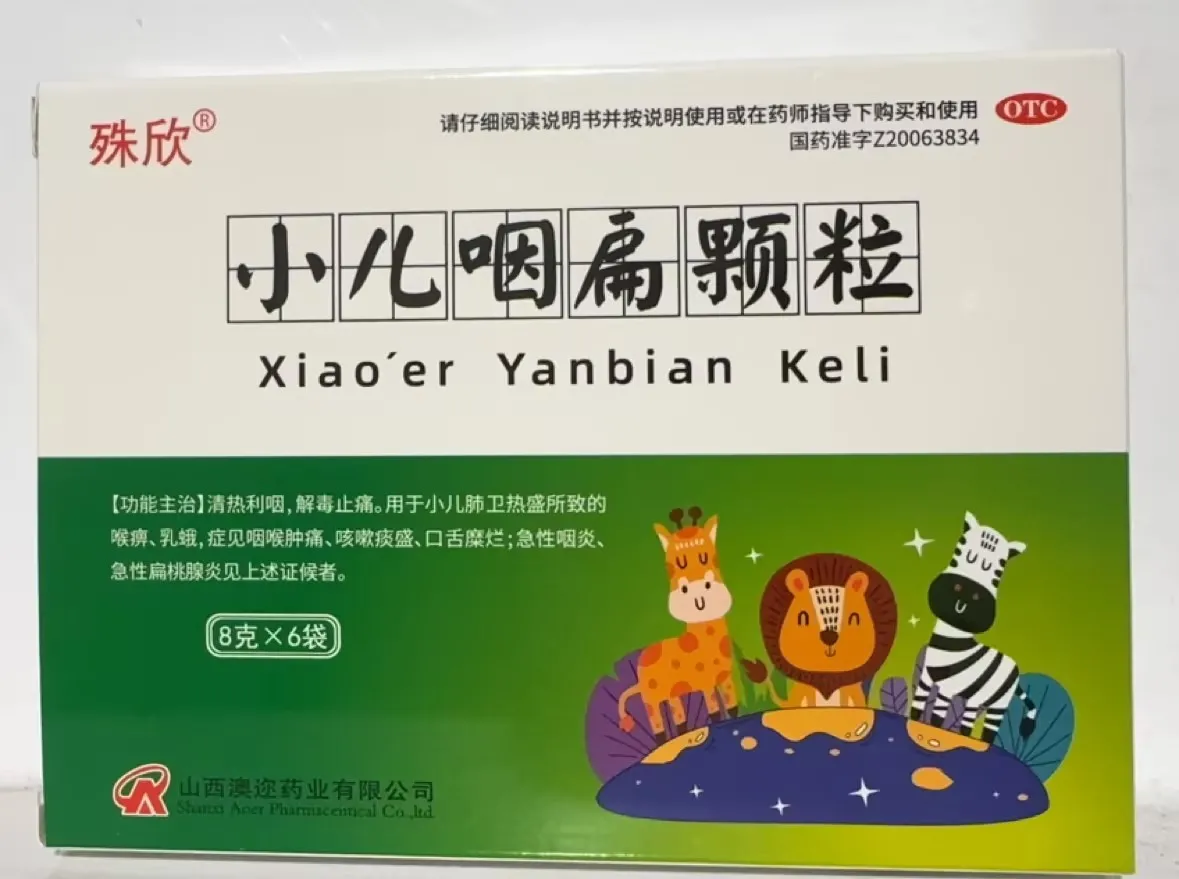 殊欣®
请仔细阅读说明书并按说明使用或在药师指导下购买和使用
OTC
国药准字Z20063834
小儿咽扁颗粒
Xiao´er Yanbian Keli
【功能主治】清热利咽,解毒止痛。用于小儿肺卫热盛所致的
喉痹、乳蛾,症见咽喉肿痛、咳嗽痰盛、口舌糜烂;急性咽炎、
急性扁桃腺炎见上述证候者。
8克×6袋
山西澳迩药业有限公司
Shanxi Aoer Pharmaceutical Co.,ltd.